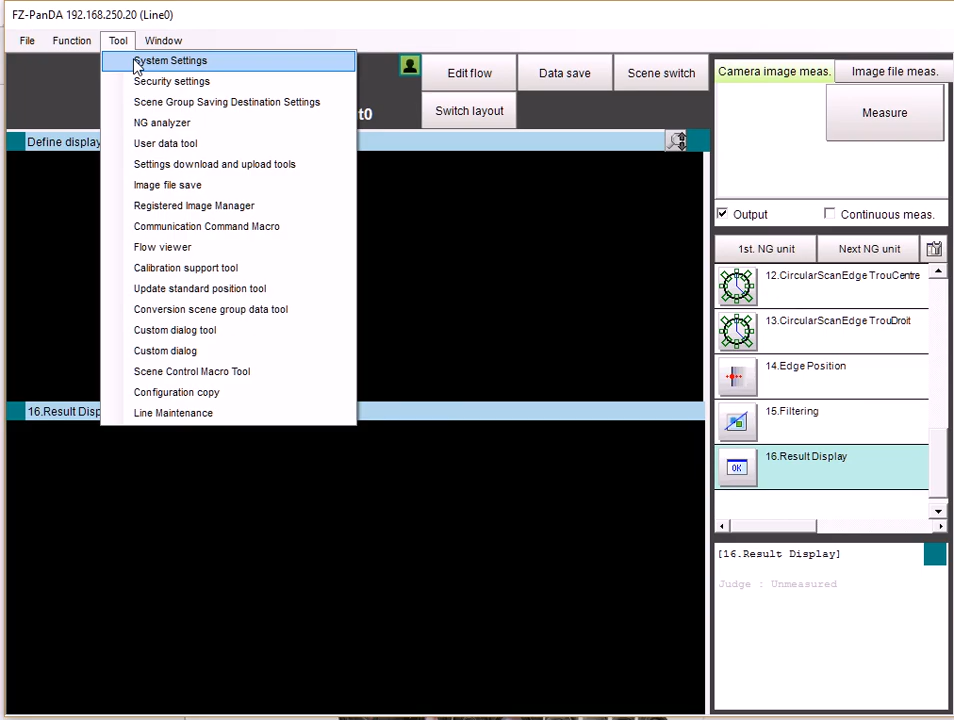 FZ-PanDA 192.168.250.20 (Line0)
File Function Tool Window
System Settings
Security settings
Scene Group Saving Destination Settings
NG analyzer
User data tool
Settings download and upload tools
Image file save
Registered Image Manager
Communication Command Macro
Flow viewer
Calibration support tool
Update standard position tool
Conversion scene group data tool
Custom dialog tool
Custom dialog
Scene Control Macro Tool
Configuration copy
Line Maintenance
t0
Edit flow Data save Scene switch
Switch layout
Define display
16.Result Disp
Camera image meas. Image file meas.
Measure
Output Continuous meas.
1st. NG unit Next NG unit
12.CircularScanEdge TrouCentre
13.CircularScanEdge TrouDroit
14.Edge Position
15.Filtering
OK 16.Result Display
[16.Result Display]
Judge : Unmeasured